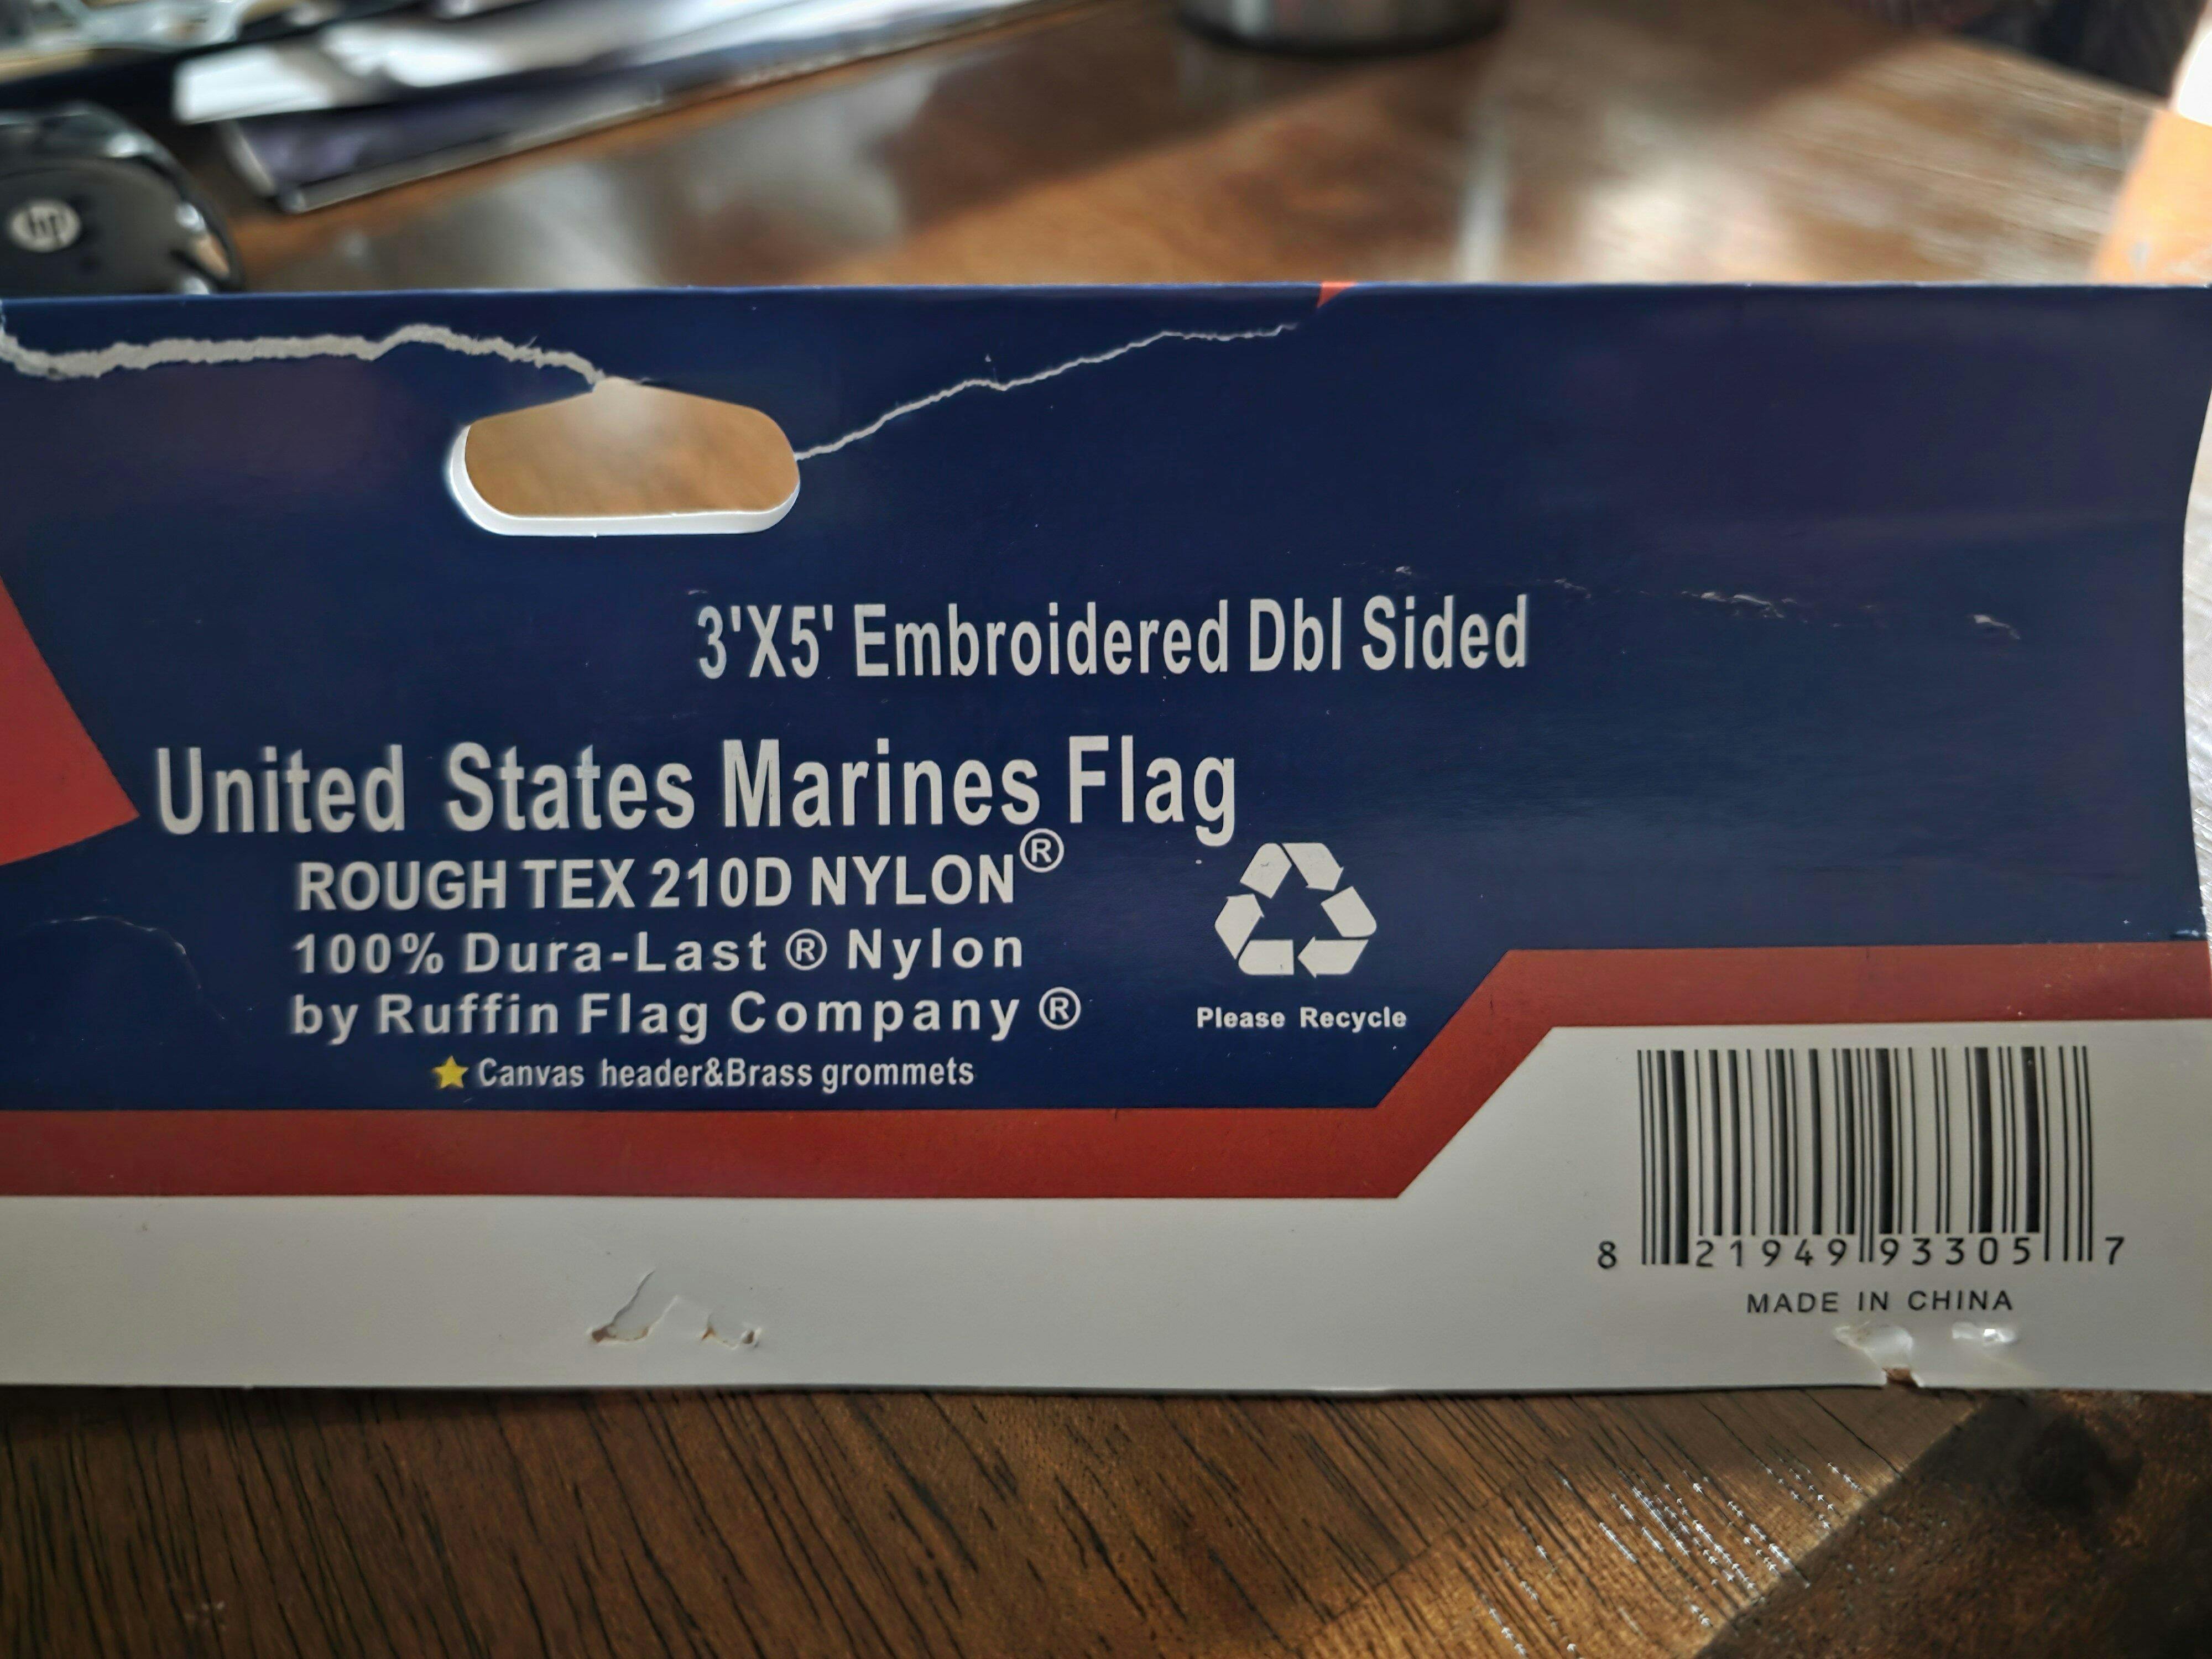 hp
3'X5' Embroidered Dbl Sided
United States Marines Flag
ROUGH TEX 210D NYLON®
100% Dura-Last ® Nylon
by Ruffin Flag Company ®
Canvas header&Brass grommets
Please Recycle
8 21949 93305 7
MADE IN CHINA